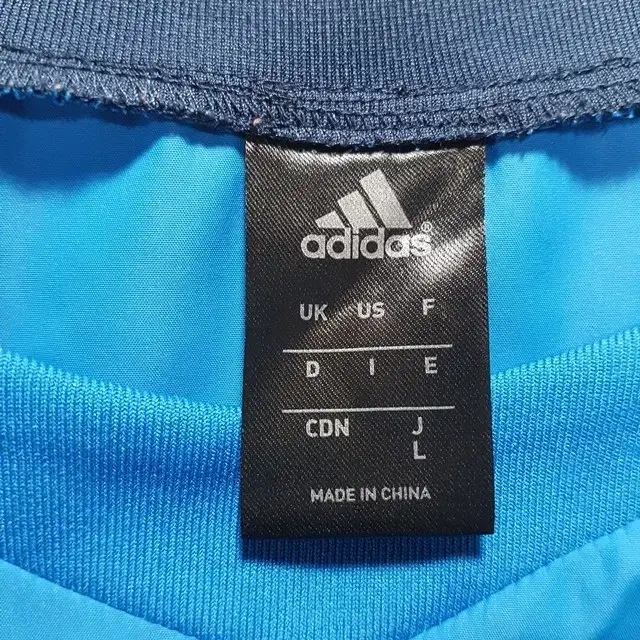 adidas®
UK US F
D I E
CDN J
L
MADE IN CHINA